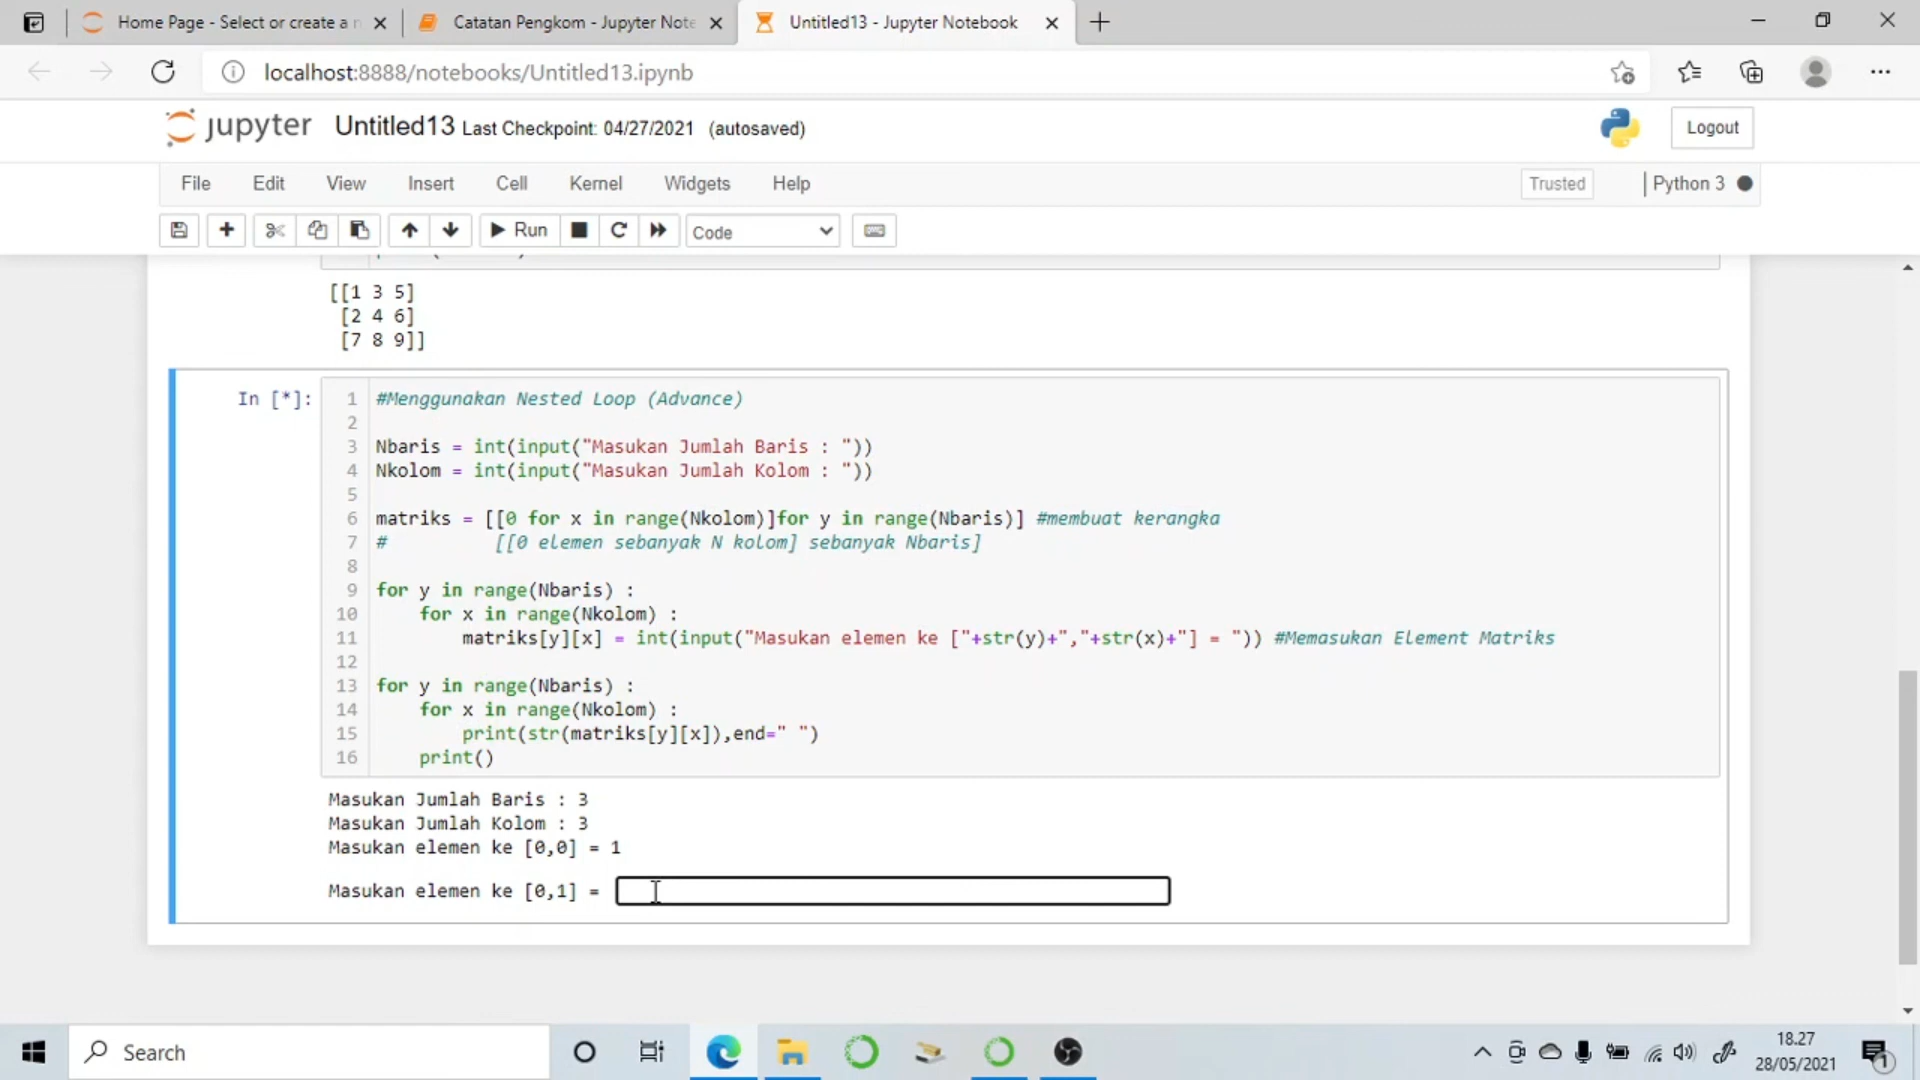 Home Page - Select or create a n
Catatan Pengkom - Jupyter Note
Untitled13 - Jupyter Notebook
localhost:8888/notebooks/Untitled13.ipynb
jupyter Untitled13 Last Checkpoint: 04/27/2021 (autosaved)
Logout
File Edit View Insert Cell Kernel Widgets Help
Trusted
Python 3
Run
Code
[[1 3 5]
[2 4 6]
[7 8 9]]
In [*]:
1 #Menggunakan Nested Loop (Advance)
2
3 Nbaris = int(input("Masukan Jumlah Baris : "))
4 Nkolom = int(input("Masukan Jumlah Kolom : "))
5
6 matriks = [[0 for x in range(Nkolom)]for y in range(Nbaris)] #membuat kerangka
7 #          [[0 elemen sebanyak N kolom] sebanyak Nbaris]
8
9 for y in range(Nbaris) :
10     for x in range(Nkolom) :
11         matriks[y][x] = int(input("Masukan elemen ke ["+str(y)+","+str(x)+"] = ")) #Memasukan Element Matriks
12
13 for y in range(Nbaris) :
14     for x in range(Nkolom) :
15         print(str(matriks[y][x]),end=" ")
16     print()
Masukan Jumlah Baris : 3
Masukan Jumlah Kolom : 3
Masukan elemen ke [0,0] = 1
Masukan elemen ke [0,1] =
Search
18.27
28/05/2021
1